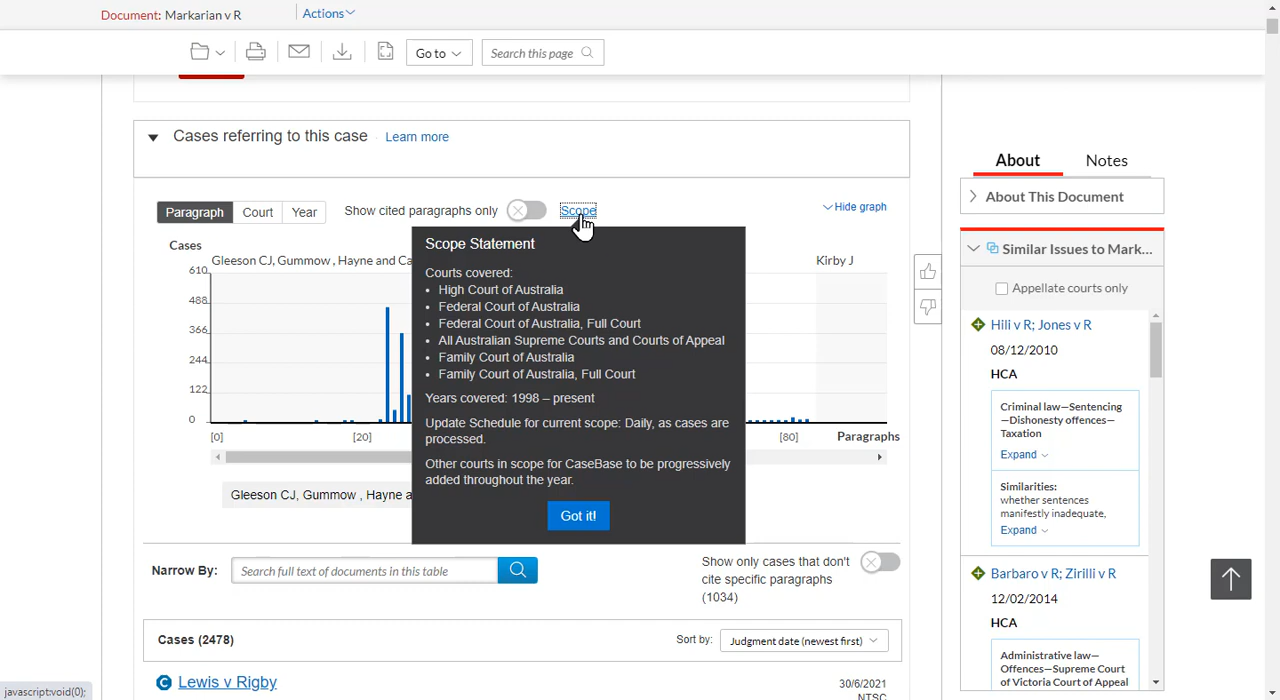 Document: Markarian v R
Actions
Go to
Search this page
Cases referring to this case
Learn more
Paragraph
Court
Year
Show cited paragraphs only
Scope
Hide graph
Cases
Gleeson CJ, Gummow , Hayne and Ca
Kirby J
610
488
366
244
122
0
[0]
[20]
[80]
Paragraphs
Gleeson CJ, Gummow , Hayne a
Scope Statement
Courts covered:
• High Court of Australia
• Federal Court of Australia
• Federal Court of Australia, Full Court
• All Australian Supreme Courts and Courts of Appeal
• Family Court of Australia
• Family Court of Australia, Full Court
Years covered: 1998 – present
Update Schedule for current scope: Daily, as cases are
processed.
Other courts in scope for CaseBase to be progressively
added throughout the year.
Got it!
Narrow By:
Search full text of documents in this table
Show only cases that don't
cite specific paragraphs
(1034)
Cases (2478)
Sort by:
Judgment date (newest first)
C
Lewis v Rigby
30/6/2021
NTSC
About
Notes
About This Document
Similar Issues to Mark...
Appellate courts only
Hili v R; Jones v R
08/12/2010
HCA
Criminal law—Sentencing
—Dishonesty offences—
Taxation
Expand
Similarities:
whether sentences
manifestly inadequate,
Expand
Barbaro v R; Zirilli v R
12/02/2014
HCA
Administrative law—
Offences—Supreme Court
of Victoria Court of Appeal
javascript:void(0);